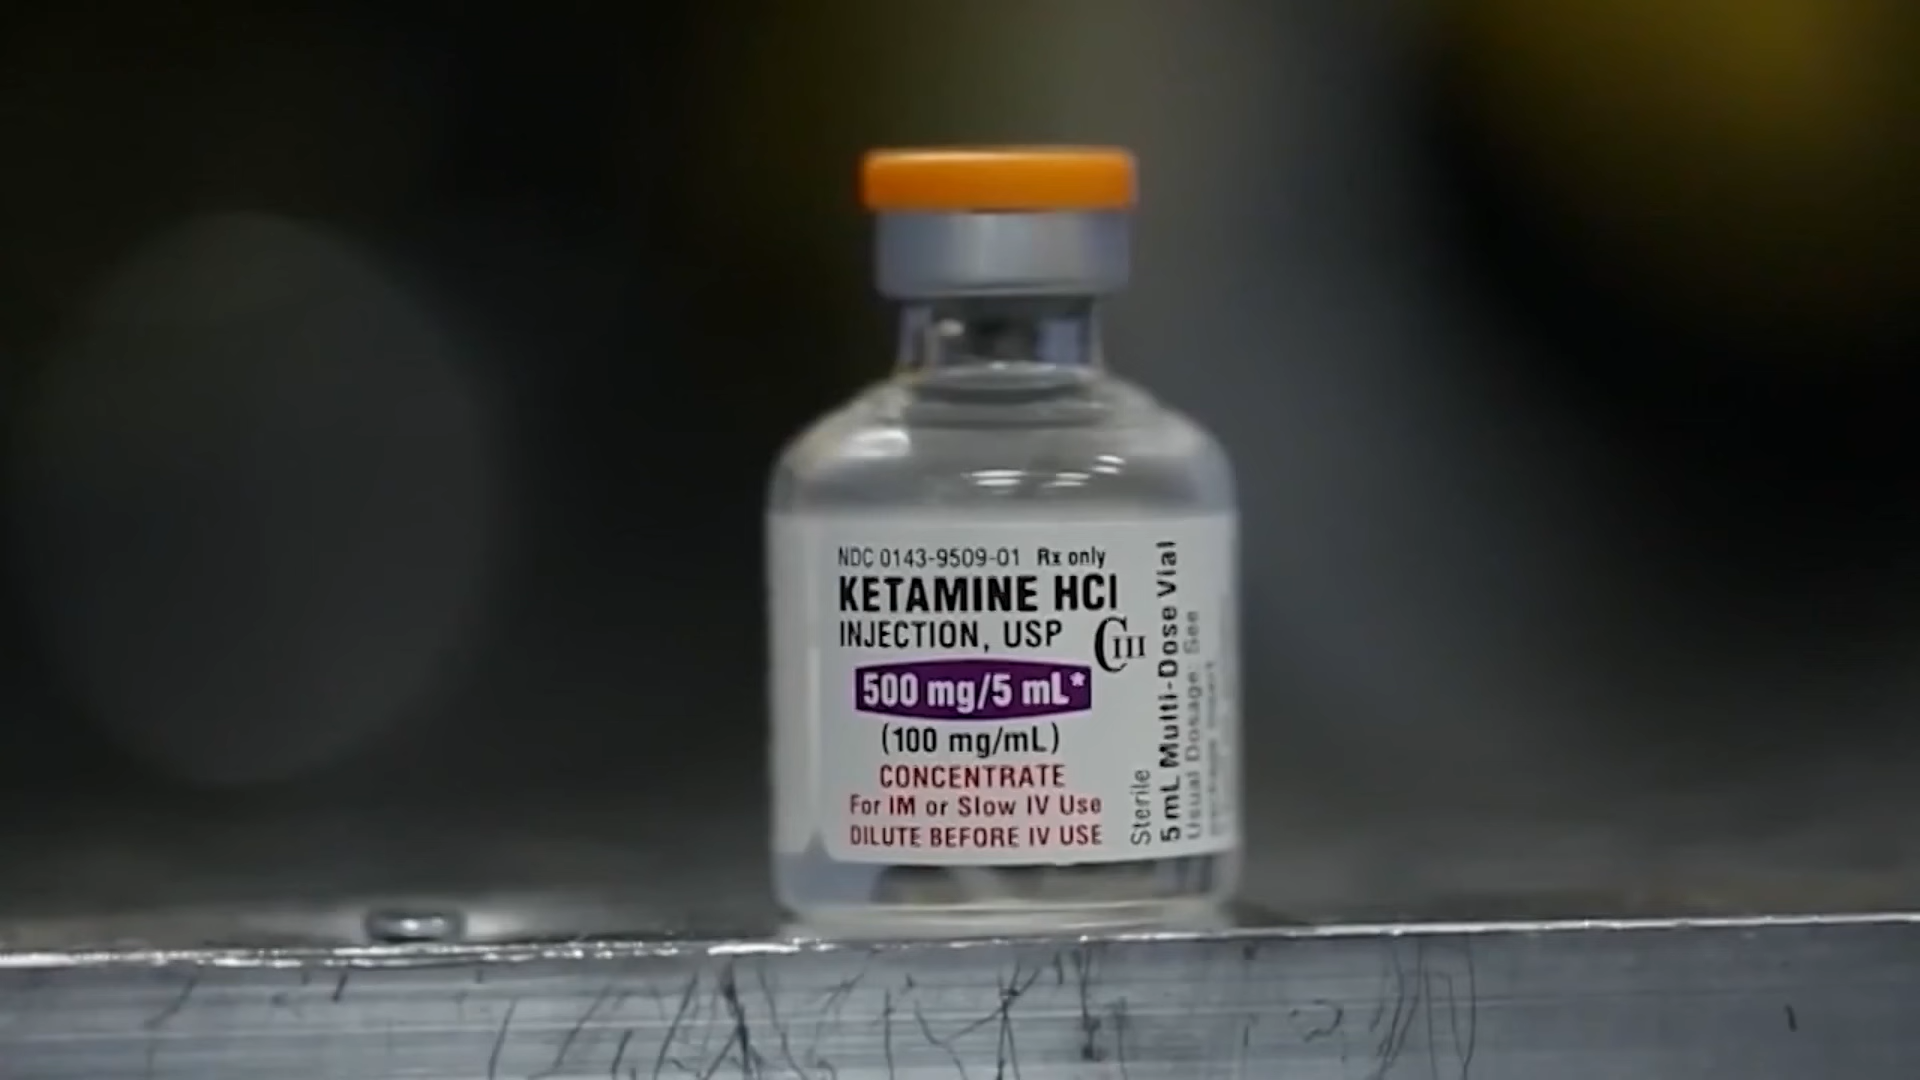 NDC 0143-9509-01 Rx only
KETAMINE HCl
INJECTION, USP CIII
500 mg/5 mL*
(100 mg/mL)
CONCENTRATE
For IM or Slow IV Use
DILUTE BEFORE IV USE
Sterile
5 mL Multi-Dose Vial
Usual Dosage: See